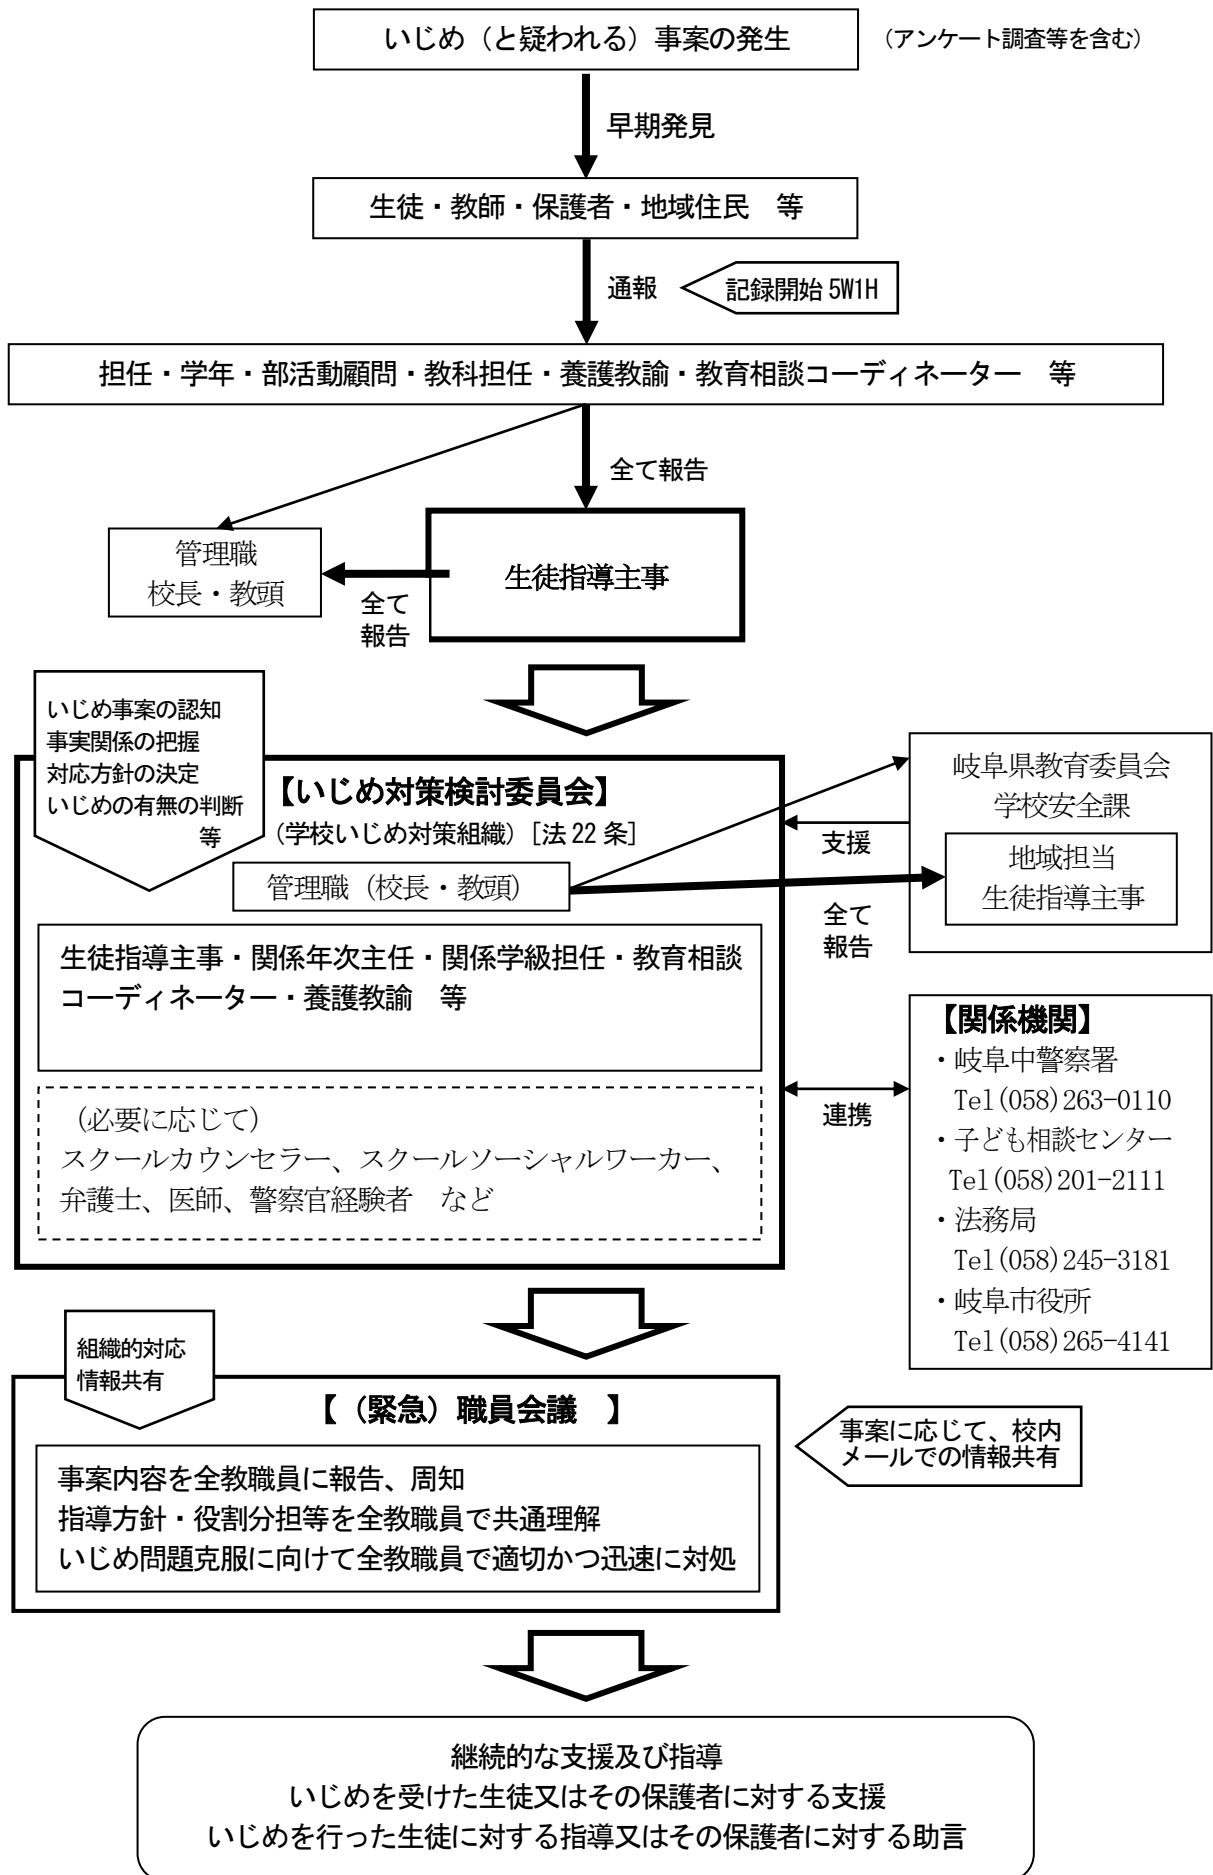 いじめ（と疑われる）事案の発生
（アンケート調査等を含む）
早期発見
生徒・教師・保護者・地域住民　等
通報
記録開始 5W1H
担任・学年・部活動顧問・教科担任・養護教諭・教育相談コーディネーター　等
全て報告
管理職
校長・教頭
全て
報告
生徒指導主事
いじめ事案の認知
事実関係の把握
対応方針の決定
いじめの有無の判断
等
【いじめ対策検討委員会】
（学校いじめ対策組織）［法 22 条］
管理職（校長・教頭）
生徒指導主事・関係年次主任・関係学級担任・教育相談
コーディネーター・養護教諭　等
（必要に応じて）
スクールカウンセラー、スクールソーシャルワーカー、
弁護士、医師、警察官経験者　など
支援
全て
報告
連携
岐阜県教育委員会
学校安全課
地域担当
生徒指導主事
【関係機関】
・岐阜中警察署
Tel(058)263-0110
・子ども相談センター
Tel(058)201-2111
・法務局
Tel(058)245-3181
・岐阜市役所
Tel(058)265-4141
組織的対応
情報共有
【（緊急）職員会議　】
事案に応じて、校内
メールでの情報共有
事案内容を全教職員に報告、周知
指導方針・役割分担等を全教職員で共通理解
いじめ問題克服に向けて全教職員で適切かつ迅速に対処
継続的な支援及び指導
いじめを受けた生徒又はその保護者に対する支援
いじめを行った生徒に対する指導又はその保護者に対する助言